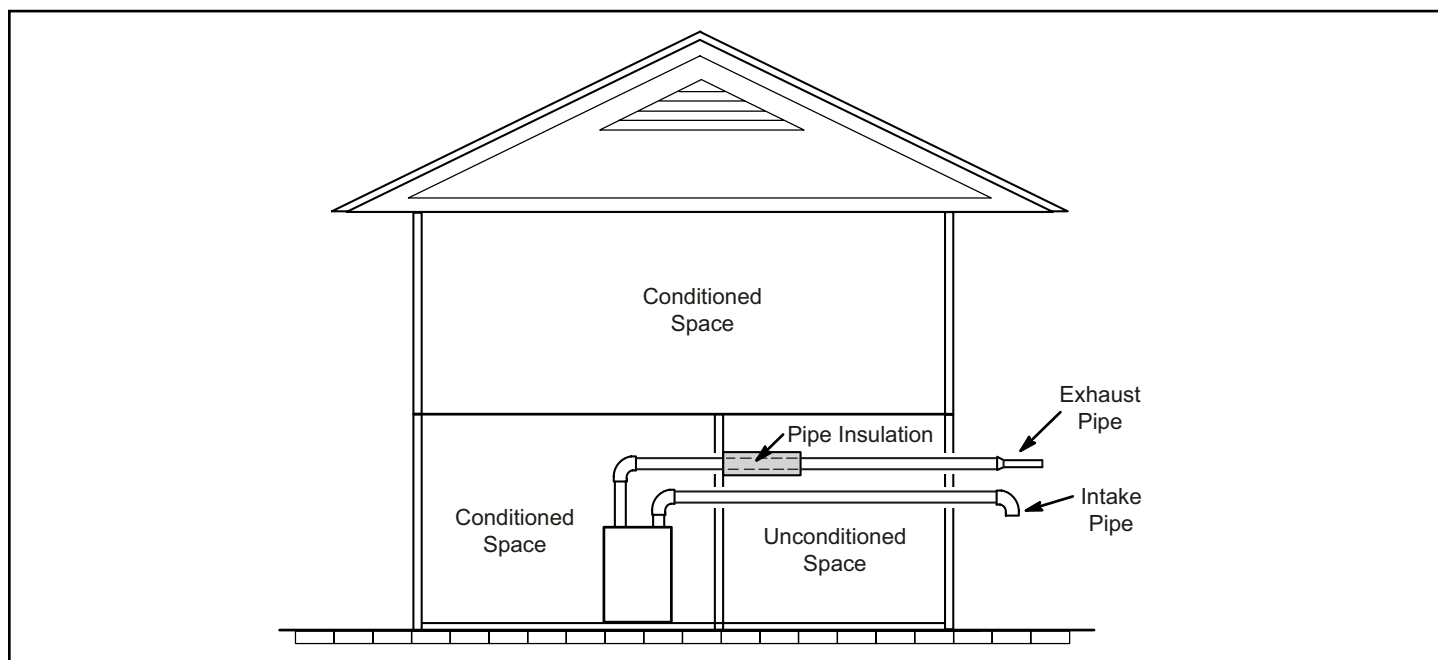 Conditioned
Space
Exhaust
Pipe
Pipe Insulation
Intake
Pipe
Conditioned
Space
Unconditioned
Space